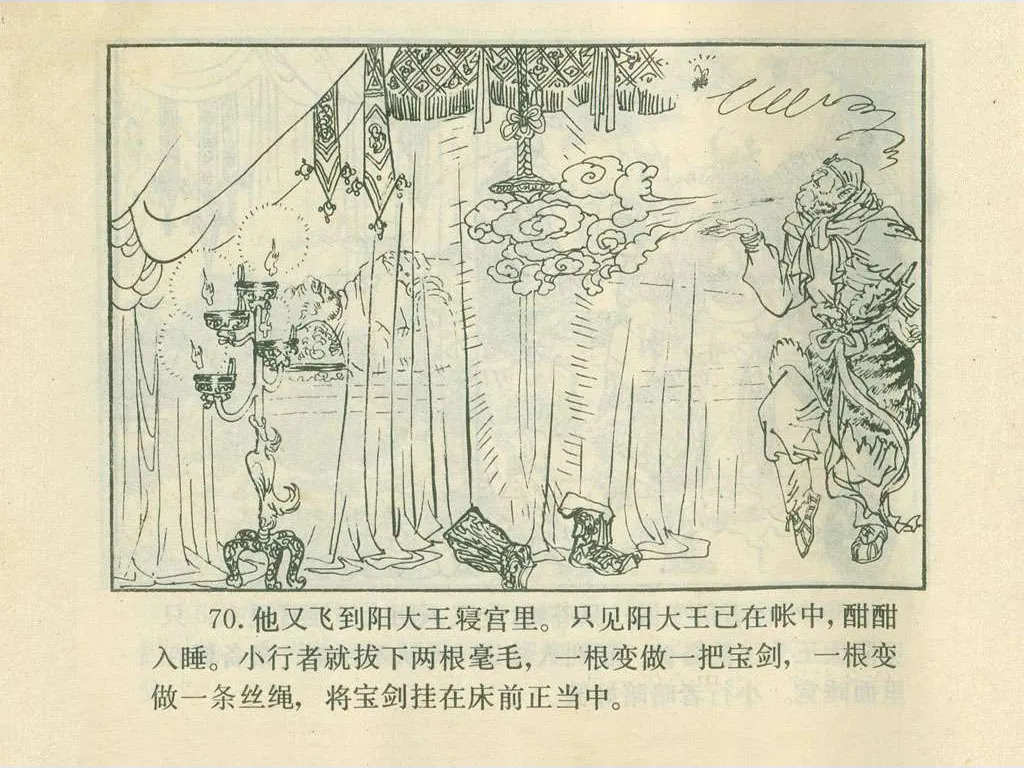 70. 他又飞到阳大王寝宫里。只见阳大王已在帐中, 酣酣
入睡。小行者就拔下两根毫毛, 一根变做一把宝剑, 一根变
做一条丝绳, 将宝剑挂在床前正当中。